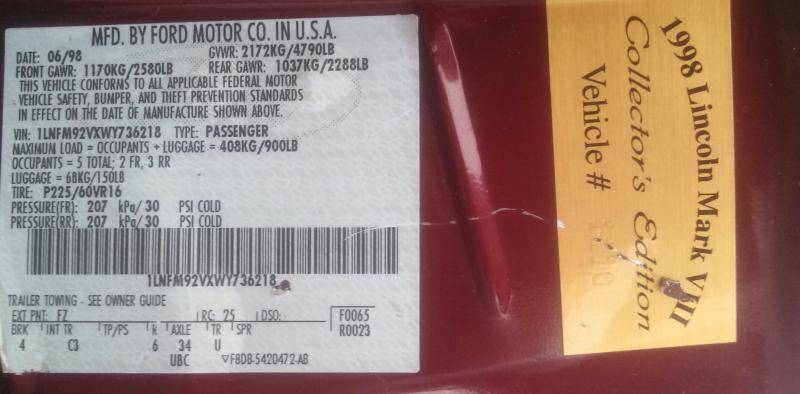 MFD. BY FORD MOTOR CO. IN U.S.A.
DATE: 06/98 GVWR: 2172KG/4790LB
FRONT GAWR: 1170KG/2580LB REAR GAWR: 1037KG/2288LB
THIS VEHICLE CONFORMS TO ALL APPLICABLE FEDERAL MOTOR
VEHICLE SAFETY, BUMPER, AND THEFT PREVENTION STANDARDS
IN EFFECT ON THE DATE OF MANUFACTURE SHOWN ABOVE.
VIN: 1LNFM92VXWY736218 TYPE: PASSENGER
MAXIMUM LOAD = OCCUPANTS + LUGGAGE = 408KG/900LB
OCCUPANTS = 5 TOTAL; 2 FR, 3 RR
LUGGAGE = 68KG/150LB
TIRE: P225/60VR16
PRESSURE(FR): 207 kPa/30 PSI COLD
PRESSURE(RR): 207 kPa/30 PSI COLD
1LNFM92VXWY736218
TRAILER TOWING - SEE OWNER GUIDE
EXT PNT: FZ RC: 25 DSO: F0065
BRK INT TR TP/PS R AXLE TR SPR R0023
4 C3 6 34 U
UBC ▽F8DB-5420472-AB
1998 Lincoln Mark VIII
Collector's Edition
Vehicle #